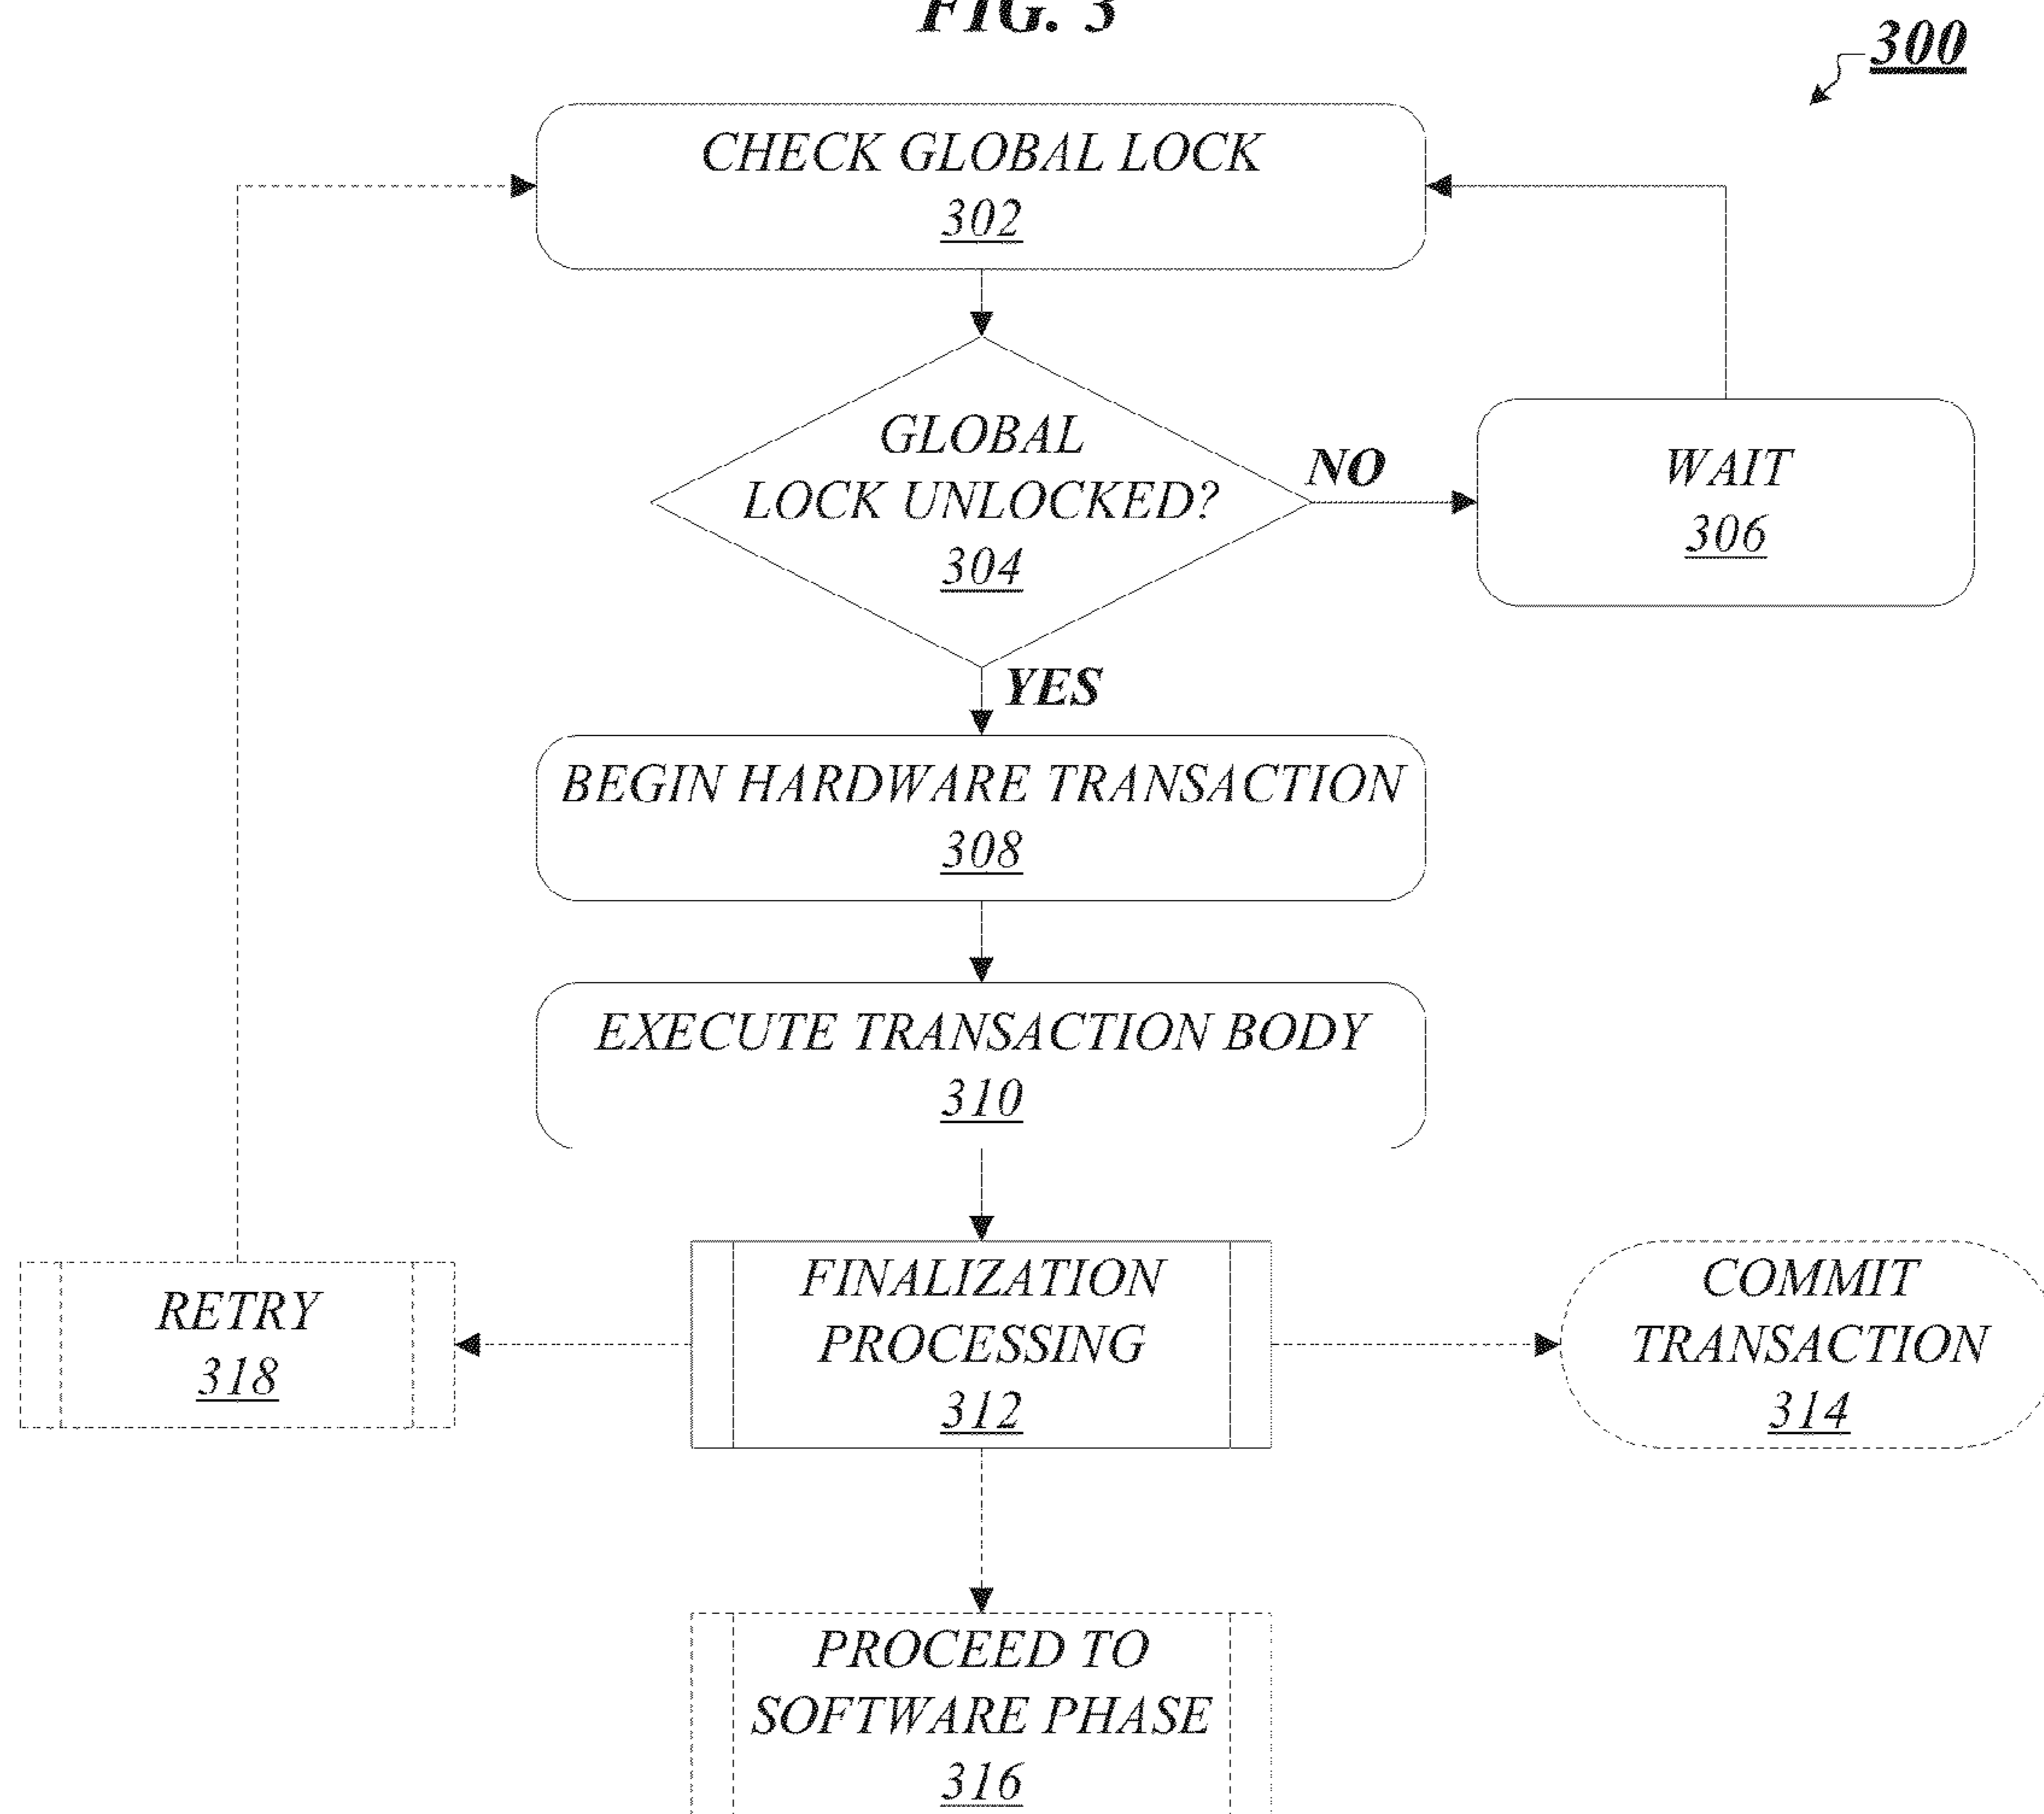 FIG. 3
300
CHECK GLOBAL LOCK
302
GLOBAL
LOCK UNLOCKED?
304
NO
WAIT
306
YES
BEGIN HARDWARE TRANSACTION
308
EXECUTE TRANSACTION BODY
310
RETRY
318
FINALIZATION
PROCESSING
312
COMMIT
TRANSACTION
314
PROCEED TO
SOFTWARE PHASE
316